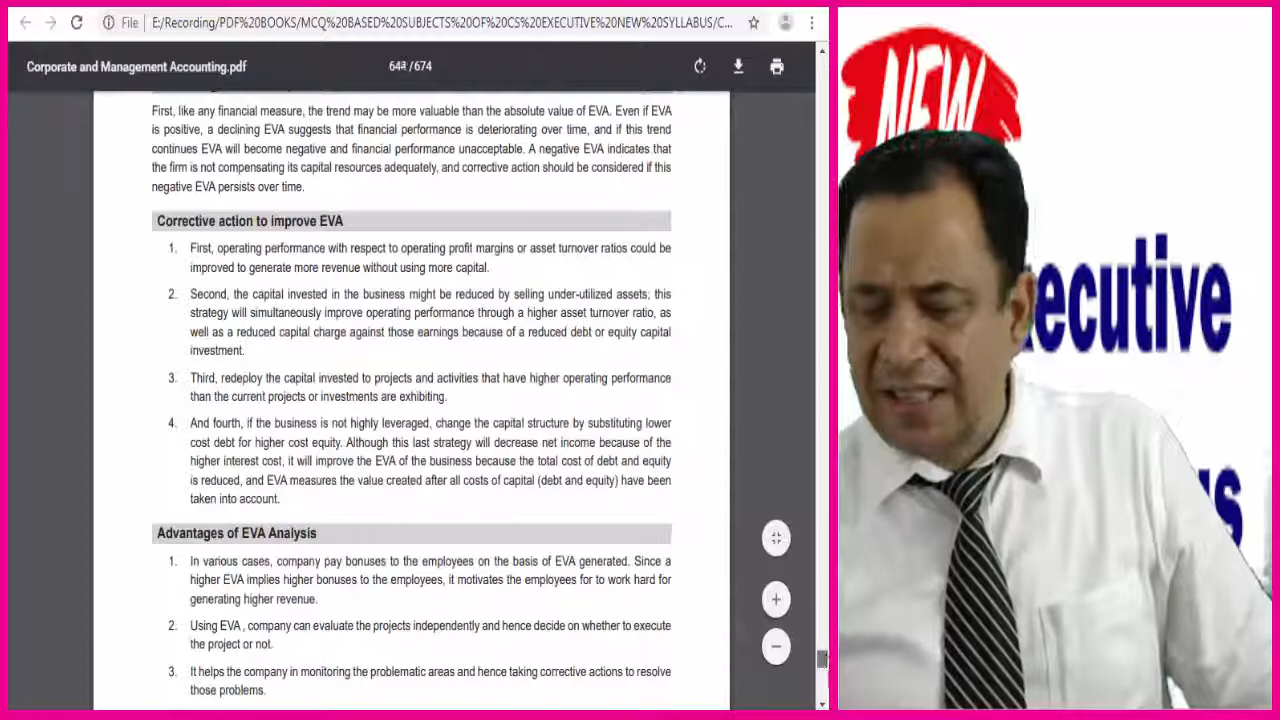 File
E:/Recording/PDF%20BOOKS/MCQ%20BASED%20SUBJECTS%20OF%20CS%20EXECUTIVE%20NEW%20SYLLABUS/C...
Corporate and Management Accounting.pdf
/674
First, like any financial measure, the trend may be more valuable than the absolute value of EVA. Even if EVA
is positive, a declining EVA suggests that financial performance is deteriorating over time, and if this trend
continues EVA will become negative and financial performance unacceptable. A negative EVA indicates that
the firm is not compensating its capital resources adequately, and corrective action should be considered if this
negative EVA persists over time.
Corrective action to improve EVA
1. First, operating performance with respect to operating profit margins or asset turnover ratios could be
improved to generate more revenue without using more capital.
2. Second, the capital invested in the business might be reduced by selling under-utilized assets; this
strategy will simultaneously improve operating performance through a higher asset turnover ratio, as
well as a reduced capital charge against those earnings because of a reduced debt or equity capital
investment.
3. Third, redeploy the capital invested to projects and activities that have higher operating performance
than the current projects or investments are exhibiting.
4. And fourth, if the business is not highly leveraged, change the capital structure by substituting lower
cost debt for higher cost equity. Although this last strategy will decrease net income because of the
higher interest cost, it will improve the EVA of the business because the total cost of debt and equity
is reduced, and EVA measures the value created after all costs of capital (debt and equity) have been
taken into account.
Advantages of EVA Analysis
1. In various cases, company pay bonuses to the employees on the basis of EVA generated. Since a
higher EVA implies higher bonuses to the employees, it motivates the employees for to work hard for
generating higher revenue.
2. Using EVA , company can evaluate the projects independently and hence decide on whether to execute
the project or not.
3. It helps the company in monitoring the problematic areas and hence taking corrective actions to resolve
those problems.
NEW
ecutive